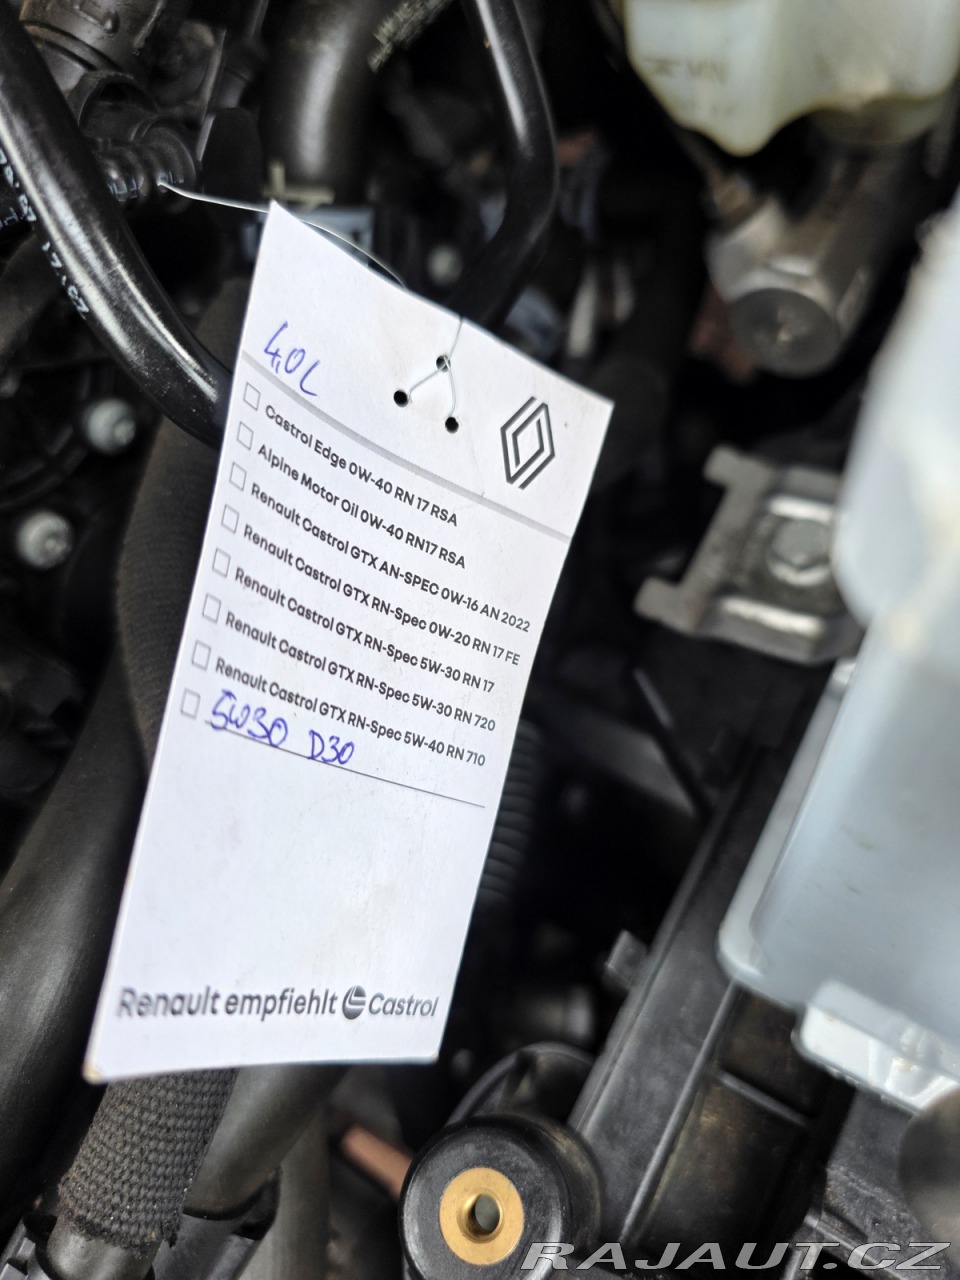 4,0L
Castrol Edge 0W-40 RN 17 RSA
Alpine Motor Oil 0W-40 RN17 RSA
Renault Castrol GTX AN-SPEC 0W-16 AN 2022
Renault Castrol GTX RN-Spec 0W-20 RN 17 FE
Renault Castrol GTX RN-Spec 5W-30 RN 17
Renault Castrol GTX RN-Spec 5W-30 RN 720
Renault Castrol GTX RN-Spec 5W-40 RN 710
5W30 D30
Renault empfiehlt Castrol
RAJAUT.CZ